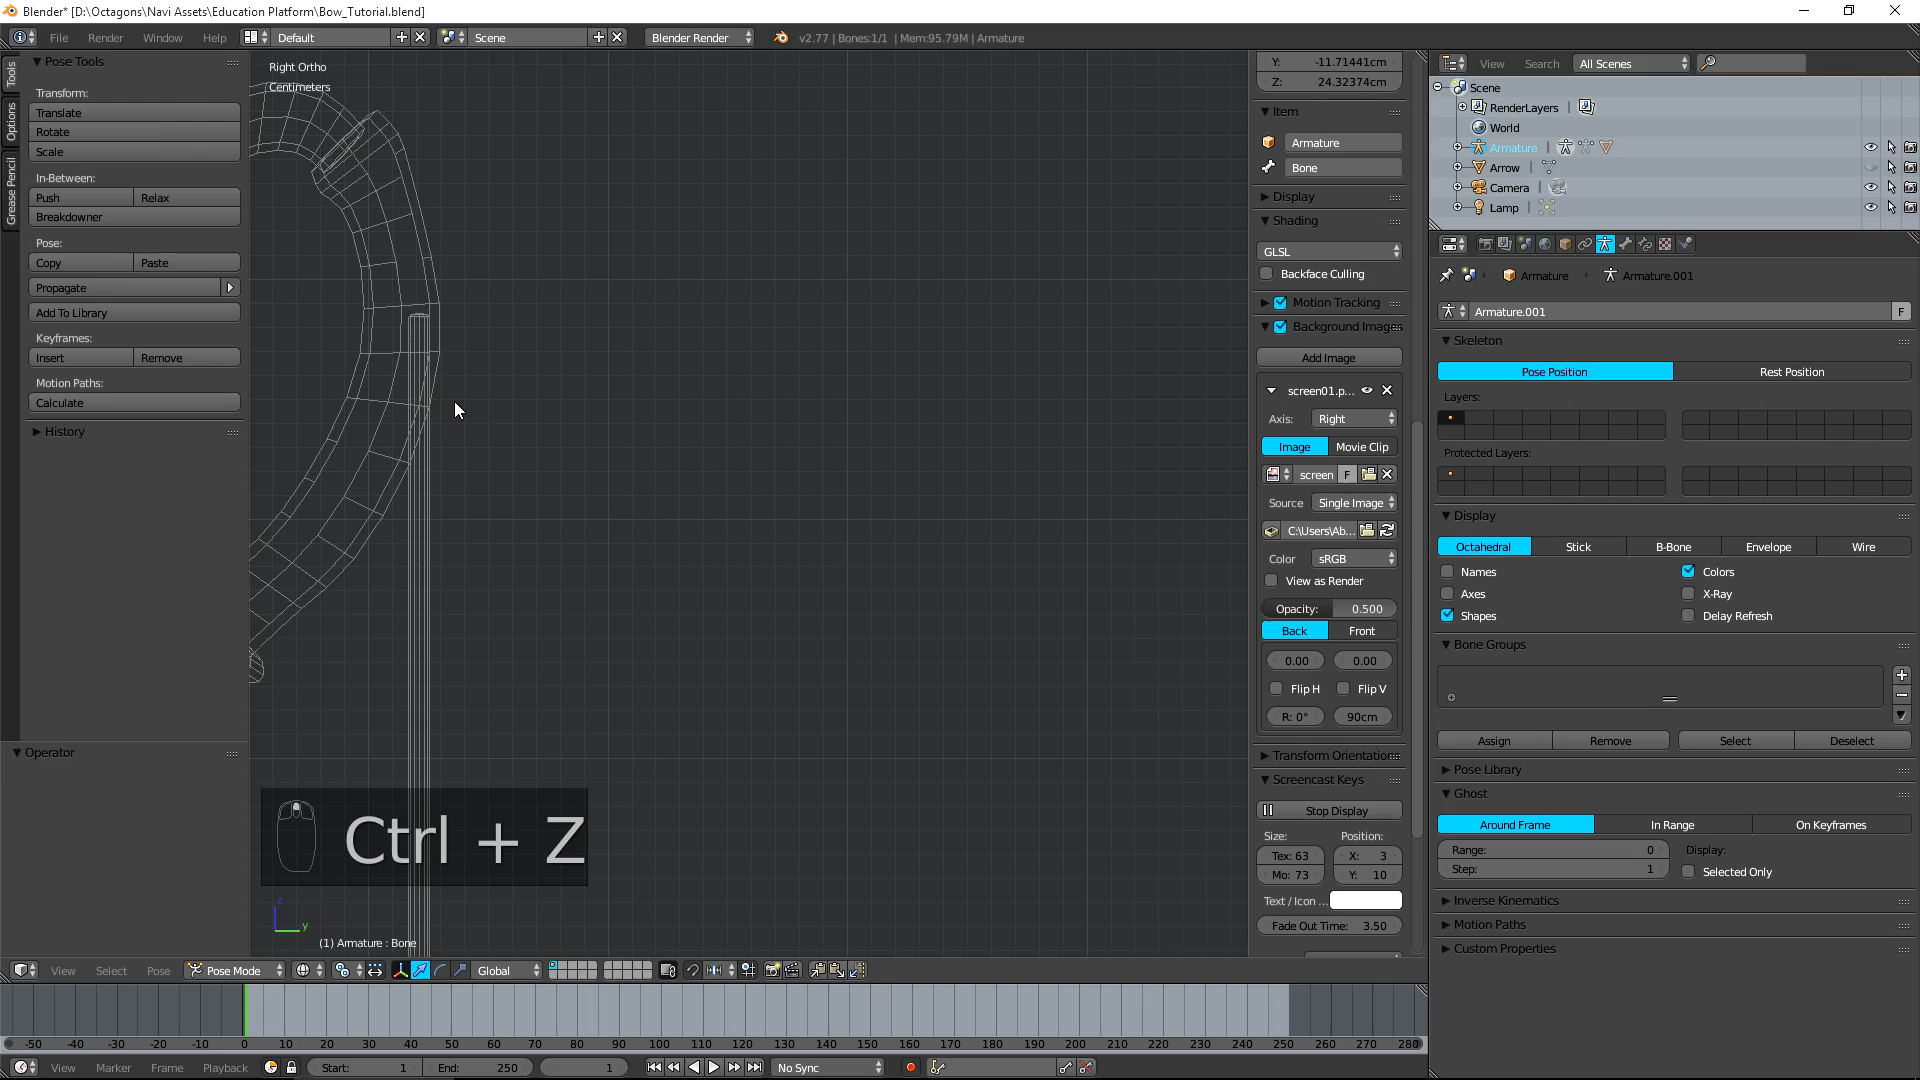 Blender* [D:\Octagons\Navi Assets\Education Platform\Bow_Tutorial.blend]
File Render Window Help Default Scene Blender Render v2.77 | Bones:1/1 | Mem:95.79M | Armature
Tools
Options
Grease Pencil
Pose Tools
Transform:
Translate
Rotate
Scale
In-Between:
Push Relax
Breakdowner
Pose:
Copy Paste
Propagate
Add To Library
Keyframes:
Insert Remove
Motion Paths:
Calculate
History
Operator
Right Ortho
Centimeters
Ctrl + Z
z
y
(1) Armature : Bone
View Select Pose Pose Mode Global
Y: -11.71441cm
Z: 24.32374cm
Item
Armature
Bone
Display
Shading
GLSL
Backface Culling
Motion Tracking
Background Images
Add Image
screen01.p...
Axis: Right
Image Movie Clip
screen F
Source Single Image
C:\Users\Ab...
Color sRGB
View as Render
Opacity: 0.500
Back Front
0.00 0.00
Flip H Flip V
R: 0° 90cm
Transform Orientations
Screencast Keys
Stop Display
Size: Position:
Tex: 63 X: 3
Mo: 73 Y: 10
Text / Icon ...
Fade Out Time: 3.50
View Search All Scenes
Scene
RenderLayers |
World
Armature |
Arrow |
Camera |
Lamp |
Armature Armature.001
Armature.001 F
Skeleton
Pose Position Rest Position
Layers:
Protected Layers:
Display
Octahedral Stick B-Bone Envelope Wire
Names Colors
Axes X-Ray
Shapes Delay Refresh
Bone Groups
Assign Remove Select Deselect
Pose Library
Ghost
Around Frame In Range On Keyframes
Range: 0 Display:
Step: 1 Selected Only
Inverse Kinematics
Motion Paths
Custom Properties
-50 -40 -30 -20 -10 0 10 20 30 40 50 60 70 80 90 100 110 120 130 140 150 160 170 180 190 200 210 220 230 240 250 260 270 280
View Marker Frame Playback Start: 1 End: 250 1 No Sync